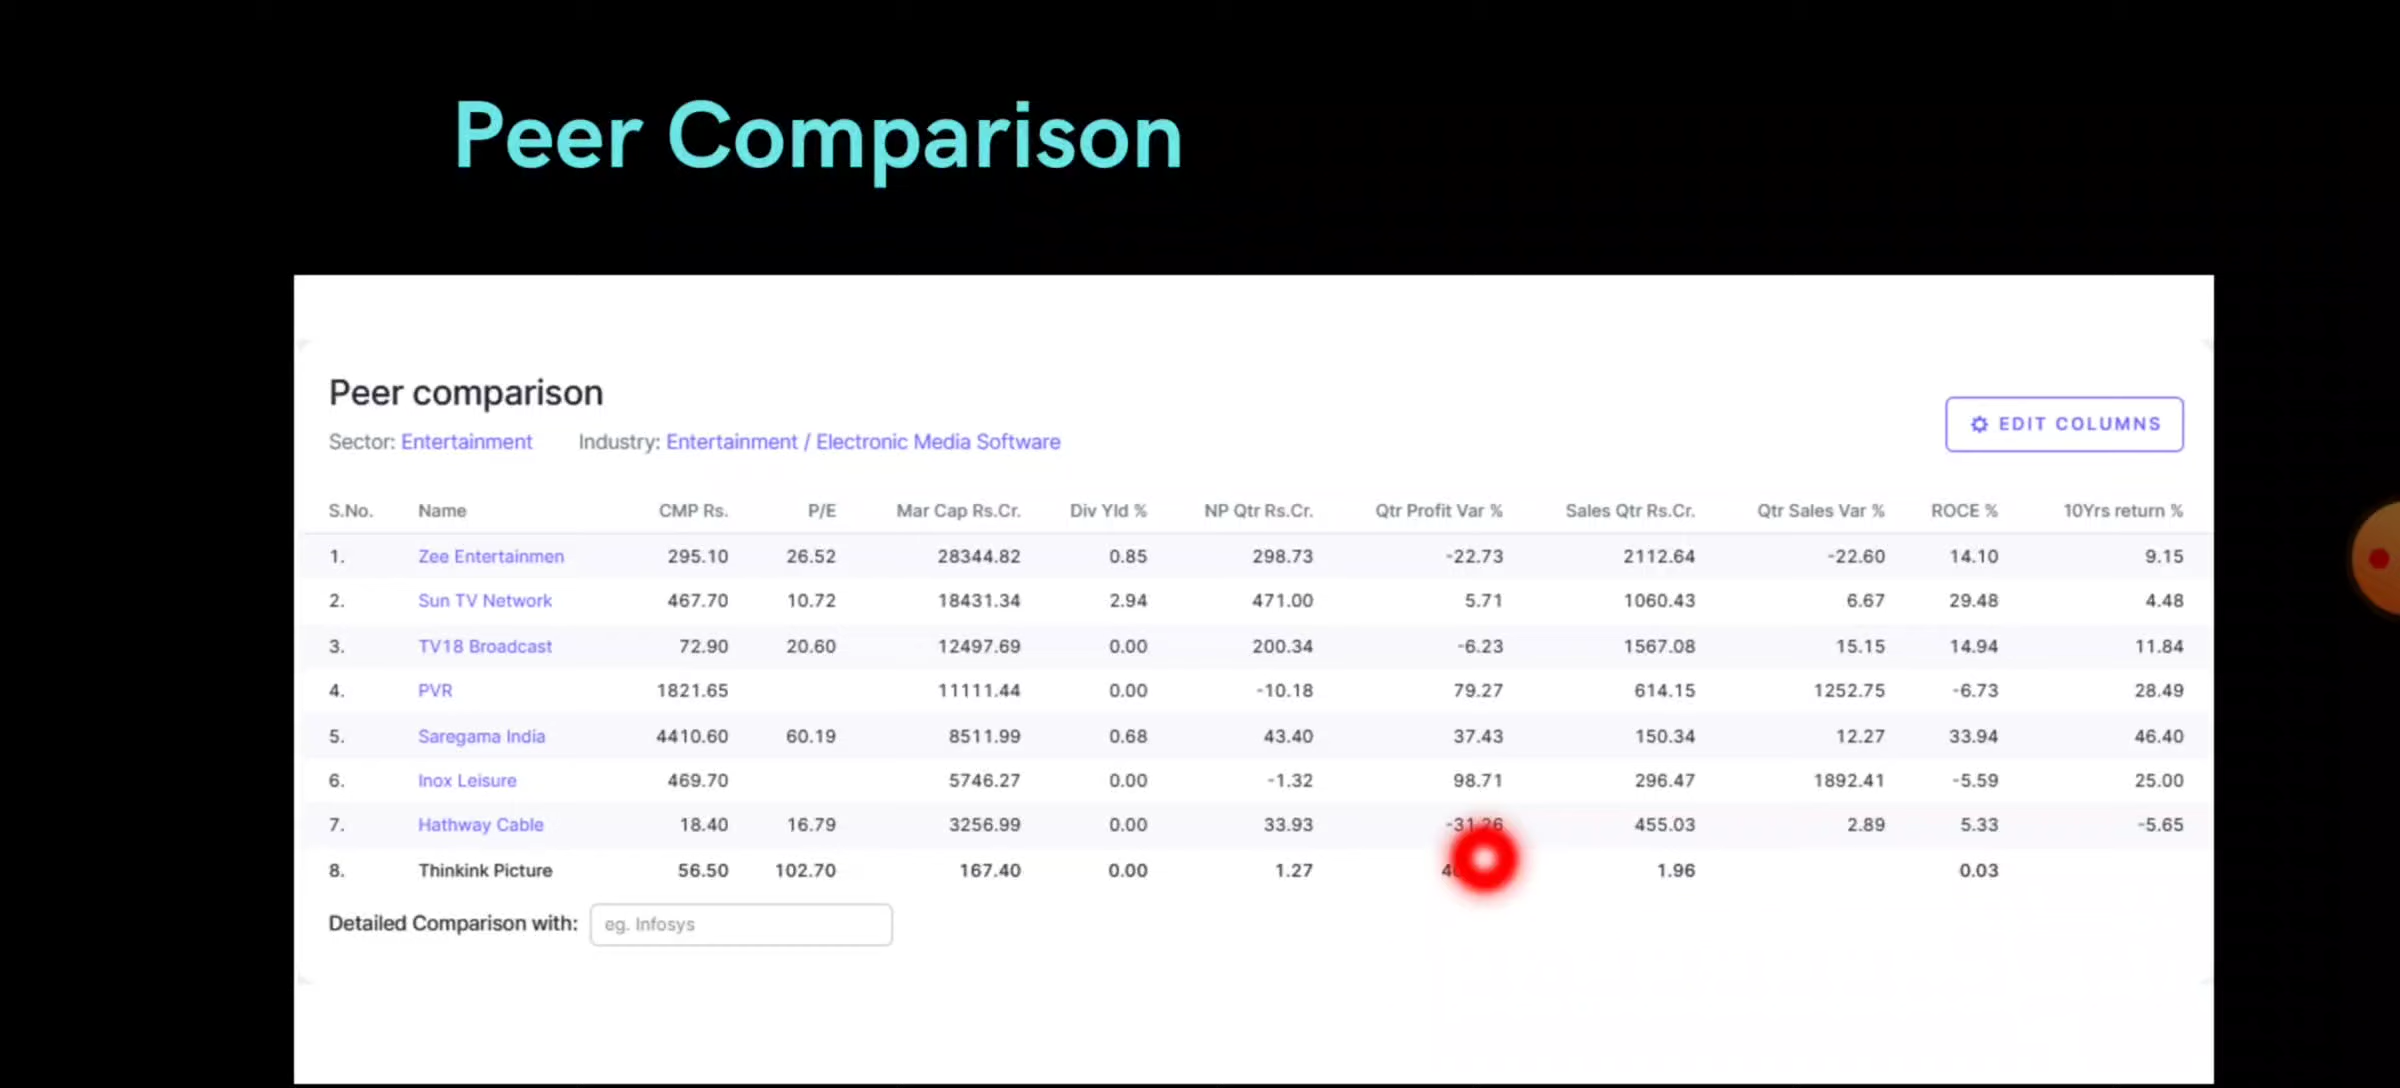 Peer Comparison
Peer comparison
Sector: Entertainment Industry: Entertainment / Electronic Media Software
EDIT COLUMNS
S.No. Name CMP Rs. P/E Mar Cap Rs.Cr. Div Yld % NP Qtr Rs.Cr. Qtr Profit Var % Sales Qtr Rs.Cr. Qtr Sales Var % ROCE % 10Yrs return %
1. Zee Entertainmen 295.10 26.52 28344.82 0.85 298.73 -22.73 2112.64 -22.60 14.10 9.15
2. Sun TV Network 467.70 10.72 18431.34 2.94 471.00 5.71 1060.43 6.67 29.48 4.48
3. TV18 Broadcast 72.90 20.60 12497.69 0.00 200.34 -6.23 1567.08 15.15 14.94 11.84
4. PVR 1821.65 11111.44 0.00 -10.18 79.27 614.15 1252.75 -6.73 28.49
5. Saregama India 4410.60 60.19 8511.99 0.68 43.40 37.43 150.34 12.27 33.94 46.40
6. Inox Leisure 469.70 5746.27 0.00 -1.32 98.71 296.47 1892.41 -5.59 25.00
7. Hathway Cable 18.40 16.79 3256.99 0.00 33.93 -31.26 455.03 2.89 5.33 -5.65
8. Thinkink Picture 56.50 102.70 167.40 0.00 1.27 1.96 0.03
Detailed Comparison with: eg. Infosys